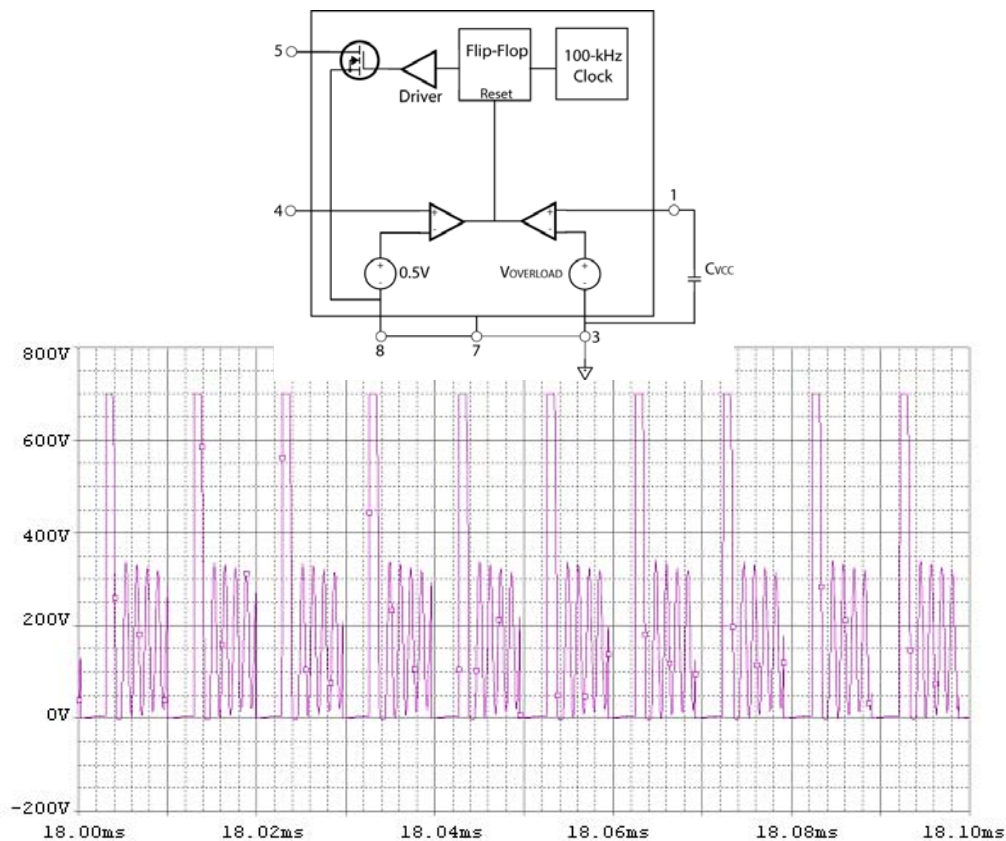 5
Flip-Flop
Reset
100-kHz
Clock
Driver
4
1
0.5V
VOVERLOAD
CVCC
8
7
3
800V
600V
400V
200V
0V
-200V
18.00ms
18.02ms
18.04ms
18.06ms
18.08ms
18.10ms